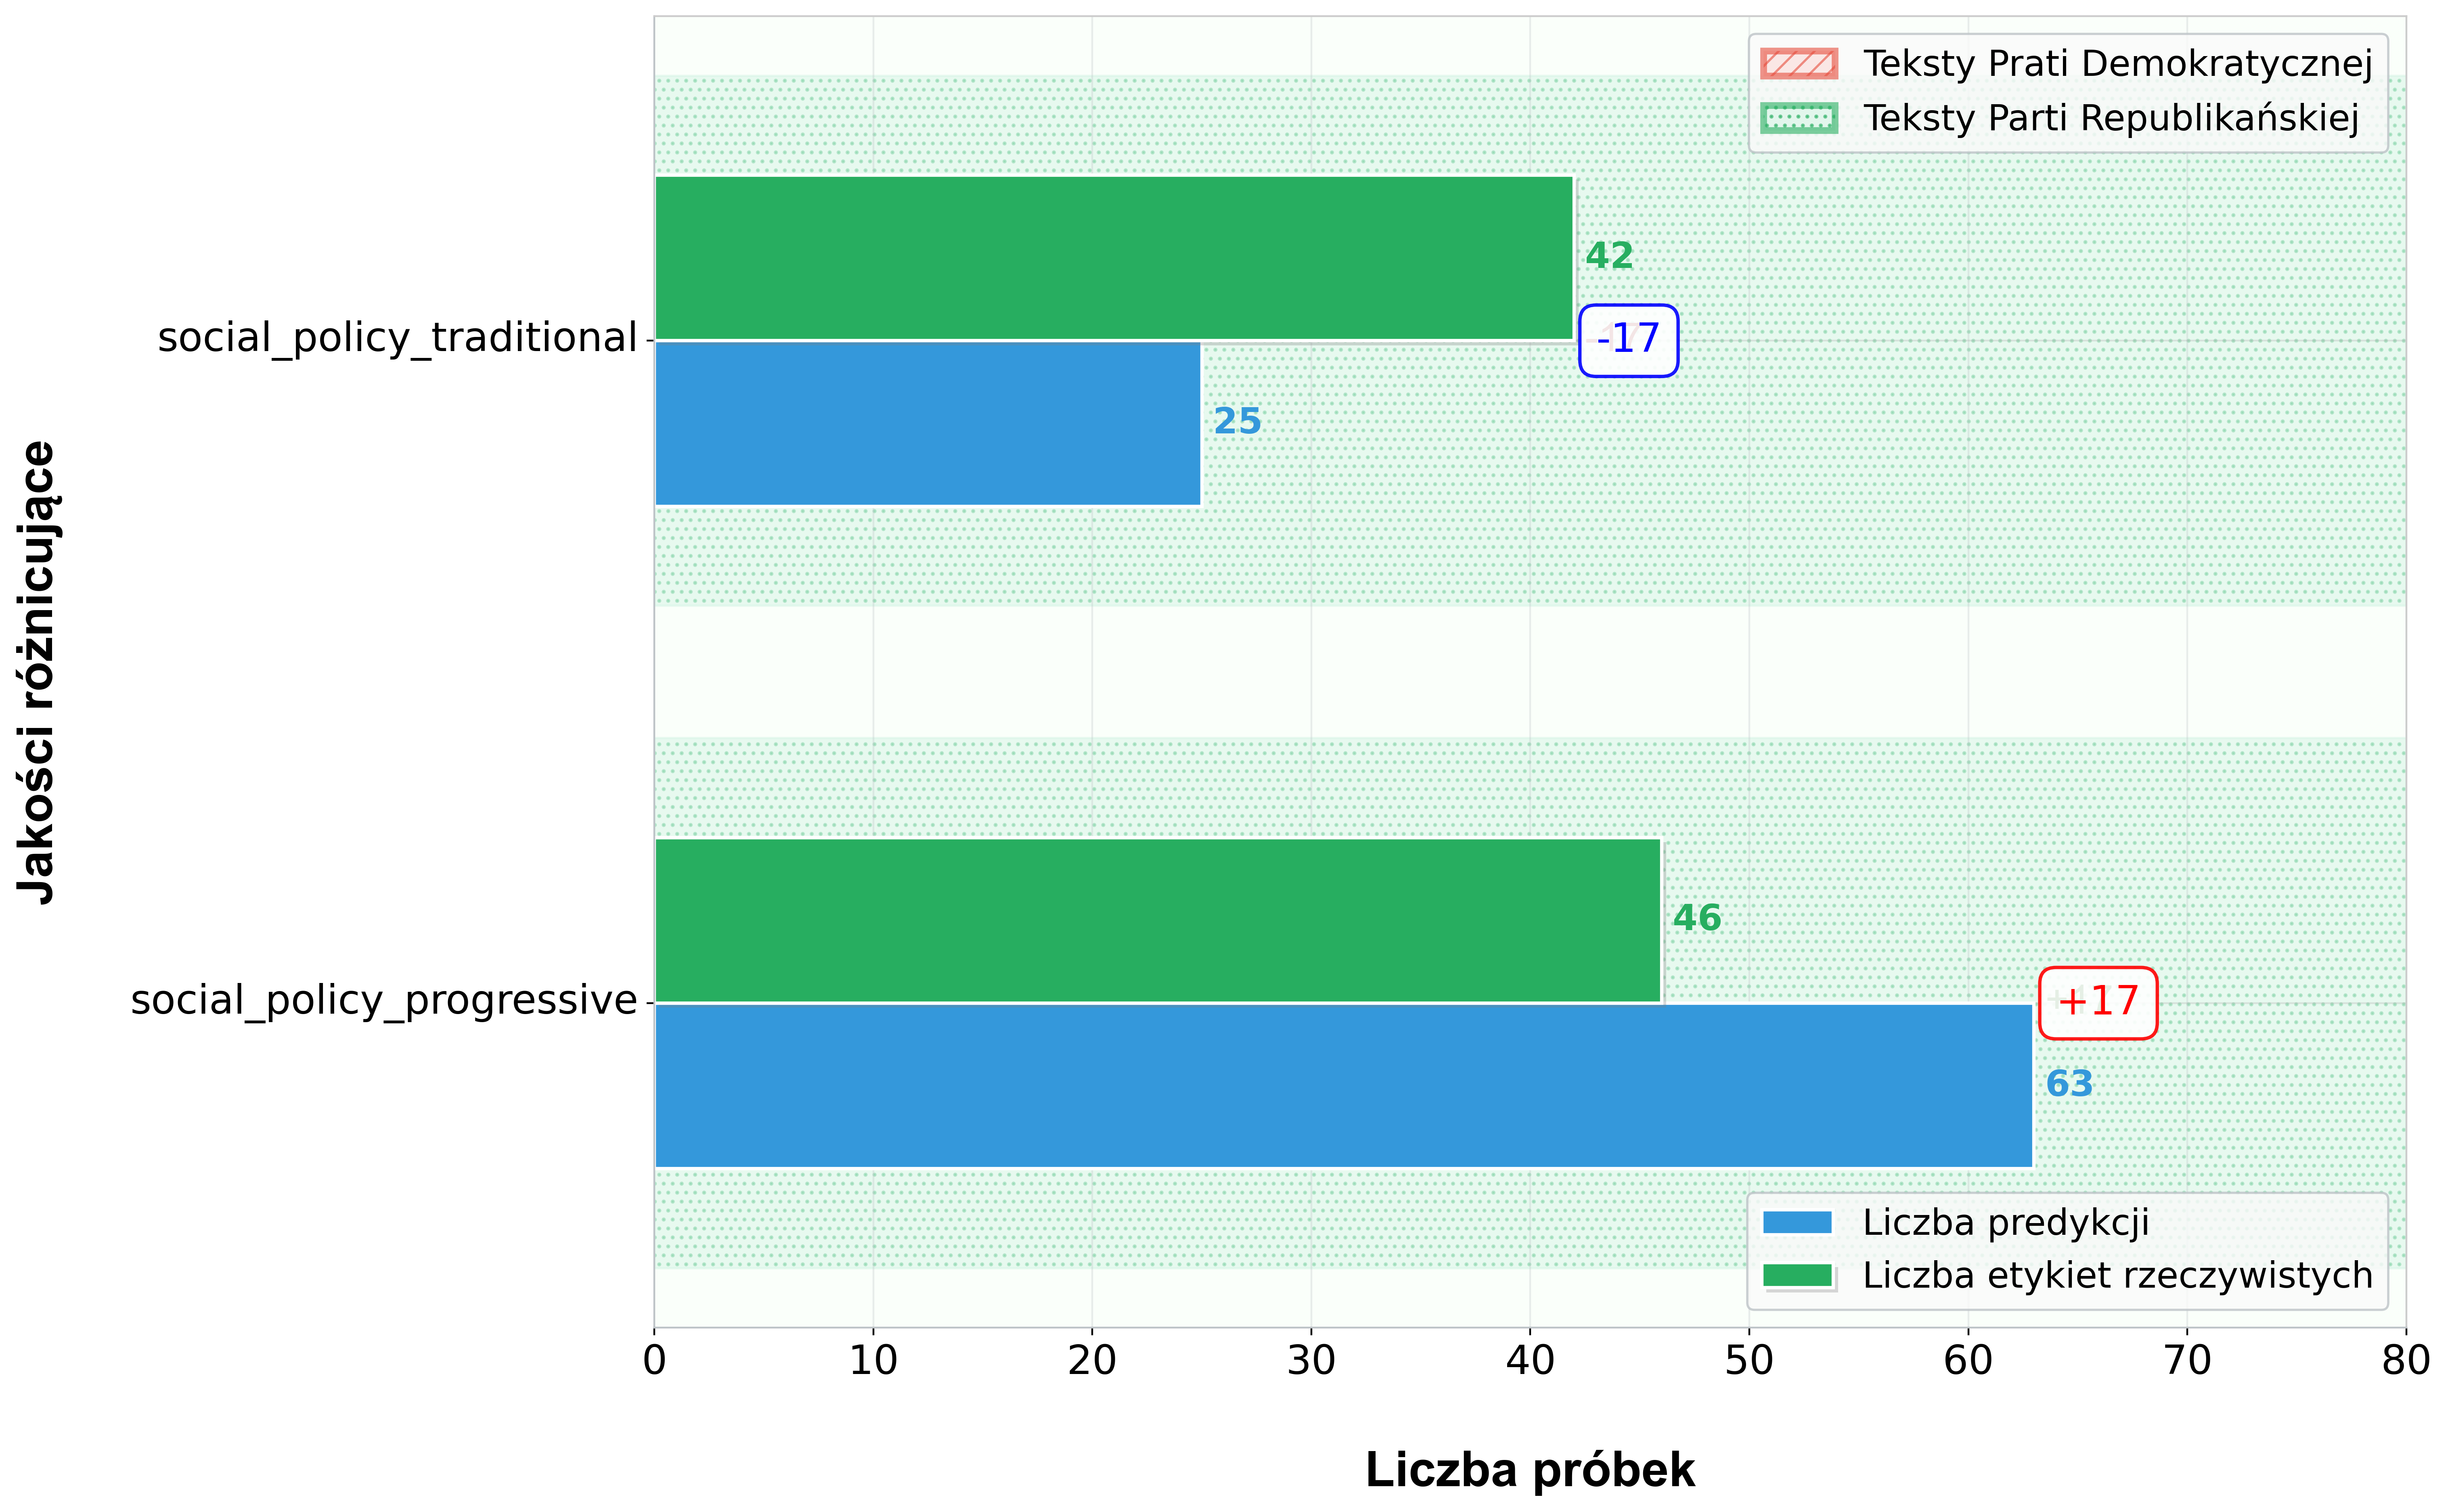 Teksty Prati Demokratycznej
Teksty Parti Republikańskiej
42
social_policy_traditional
-17
25
Jakości różnicujące
46
social_policy_progressive
+17
63
Liczba predykcji
Liczba etykiet rzeczywistych
0 10 20 30 40 50 60 70 80
Liczba próbek